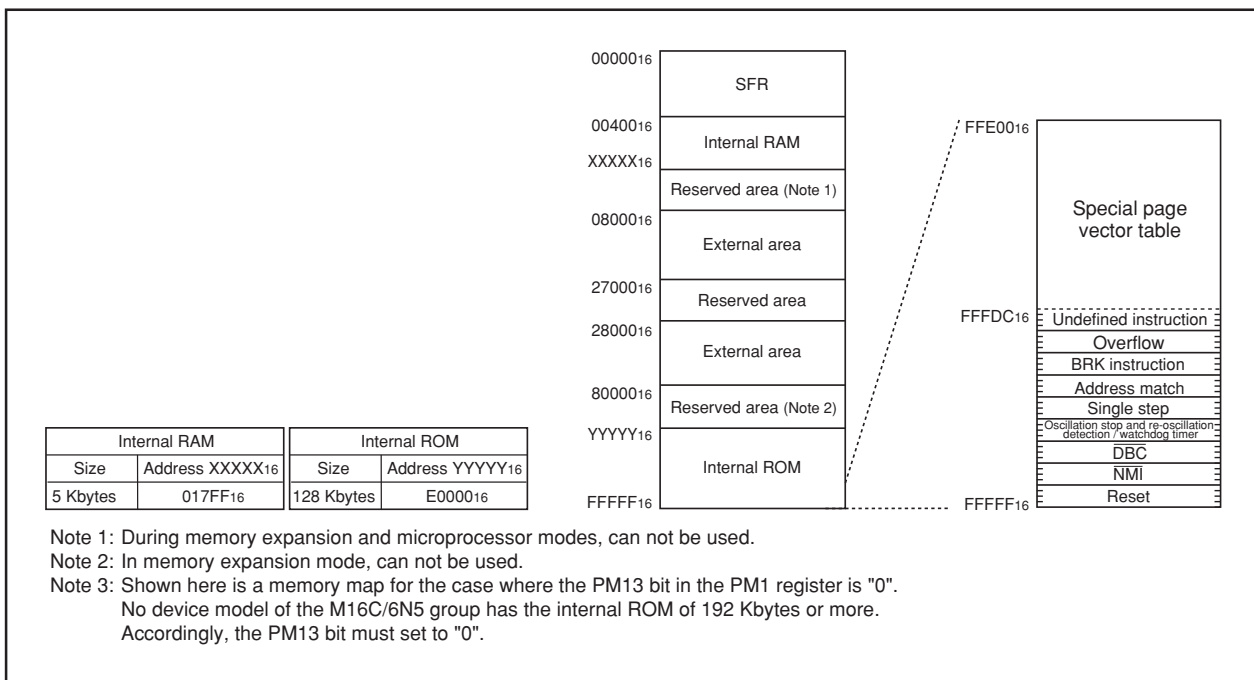 0000016
SFR
0040016
Internal RAM
XXXXX16
Reserved area (Note 1)
0800016
External area
2700016
Reserved area
2800016
External area
8000016
Reserved area (Note 2)
YYYYY16
Internal ROM
FFFFF16
FFE0016
Special page
vector table
FFFDC16
Undefined instruction
Overflow
BRK instruction
Address match
Single step
Oscillation stop and re-oscillation
detection / watchdog timer
DBC
NMI
Reset
FFFFF16
Internal RAM
Size Address XXXXX16
5 Kbytes 017FF16
Internal ROM
Size Address YYYYY16
128 Kbytes E000016
Note 1: During memory expansion and microprocessor modes, can not be used.
Note 2: In memory expansion mode, can not be used.
Note 3: Shown here is a memory map for the case where the PM13 bit in the PM1 register is "0".
No device model of the M16C/6N5 group has the internal ROM of 192 Kbytes or more.
Accordingly, the PM13 bit must set to "0".